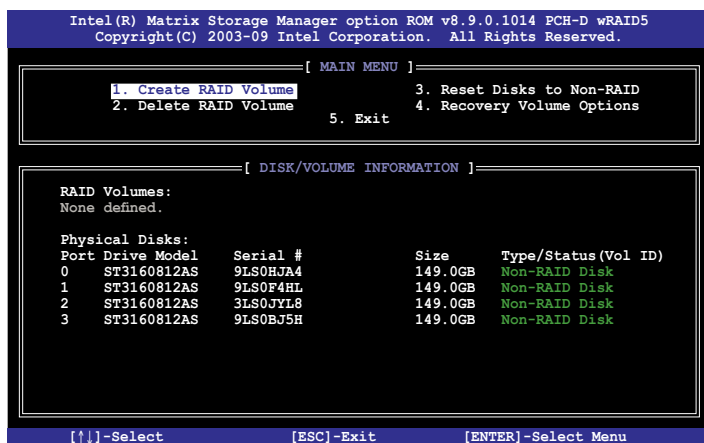 Intel(R) Matrix Storage Manager option ROM v8.9.0.1014 PCH-D wRAID5
Copyright(C) 2003-09 Intel Corporation. All Rights Reserved.
[ MAIN MENU ]
1. Create RAID Volume 3. Reset Disks to Non-RAID
2. Delete RAID Volume 4. Recovery Volume Options
5. Exit
[ DISK/VOLUME INFORMATION ]
RAID Volumes:
None defined.
Physical Disks:
Port Drive Model Serial # Size Type/Status(Vol ID)
0 ST3160812AS 9LS0HJA4 149.0GB Non-RAID Disk
1 ST3160812AS 9LS0F4HL 149.0GB Non-RAID Disk
2 ST3160812AS 3LS0JYL8 149.0GB Non-RAID Disk
3 ST3160812AS 9LS0BJ5H 149.0GB Non-RAID Disk
[↑↓]-Select [ESC]-Exit [ENTER]-Select Menu